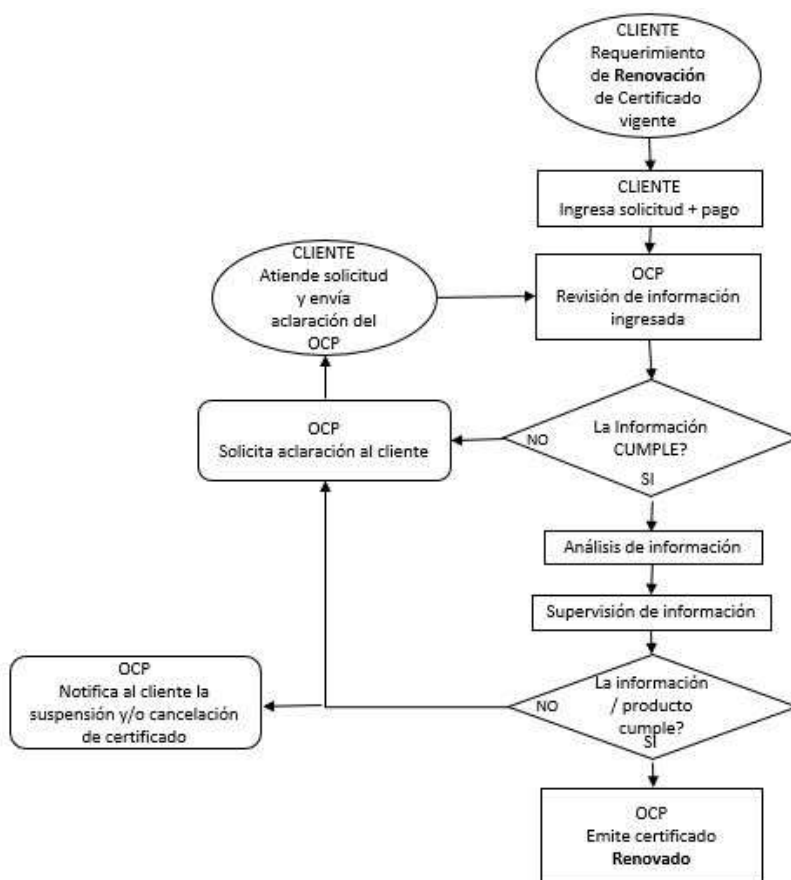 CLIENTE
Requerimiento
de Renovación
de Certificado
vigente
CLIENTE
Ingresa solicitud + pago
CLIENTE
Atiende solicitud
y envía
aclaración del
OCP
OCP
Revisión de información
ingresada
OCP
Solicita aclaración al cliente
NO
La Información
CUMPLE?
SI
Análisis de información
Supervisión de información
OCP
Notifica al cliente la
suspensión y/o cancelación
de certificado
NO
La información
/ producto
cumple?
SI
OCP
Emite certificado
Renovado